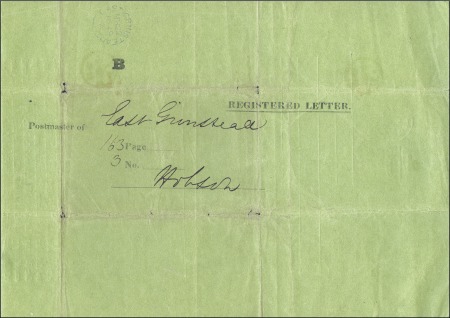 B
REGISTERED LETTER.
Postmaster of East Grinstead
163 Page
3 No.
Hobson